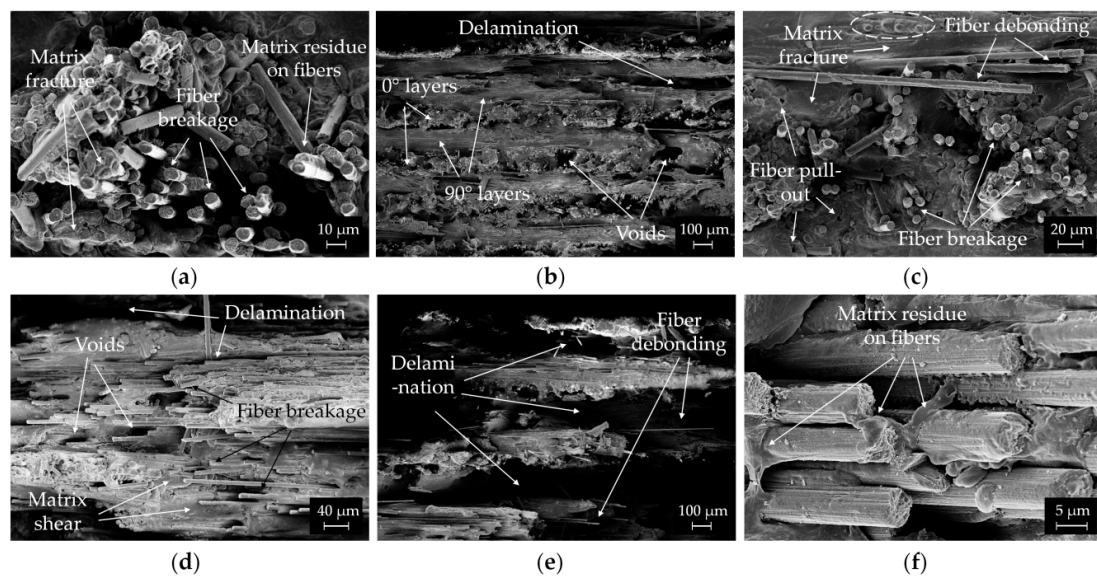 Matrix
fracture
Matrix residue
on fibers
Fiber
breakage
10 μm
(a)
Delamination
0° layers
90° layers
Voids
100 μm
(b)
Matrix
fracture
Fiber debonding
Fiber pull-
out
Fiber breakage
20 μm
(c)
Delamination
Voids
Fiber breakage
Matrix
shear
40 μm
(d)
Fiber
debonding
Delami
-nation
100 μm
(e)
Matrix residue
on fibers
5 μm
(f)